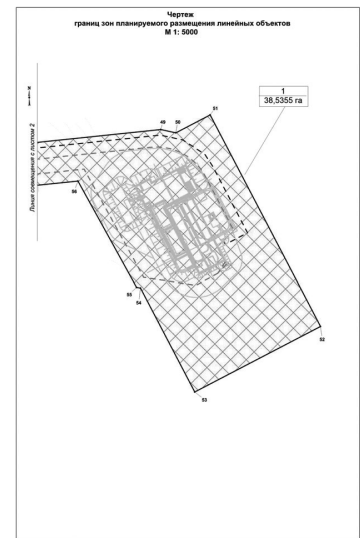 Чертеж
границ зон планируемого размещения линейных объектов
М 1: 5000
1
38,5355 га
51
49
50
Линия совмещения с листом 2
56
55
54
52
53